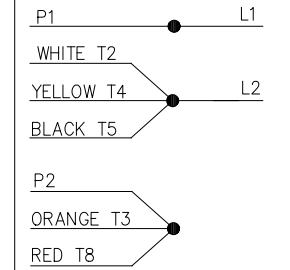 P1 L1
WHITE T2
YELLOW T4 L2
BLACK T5
P2
ORANGE T3
RED T8